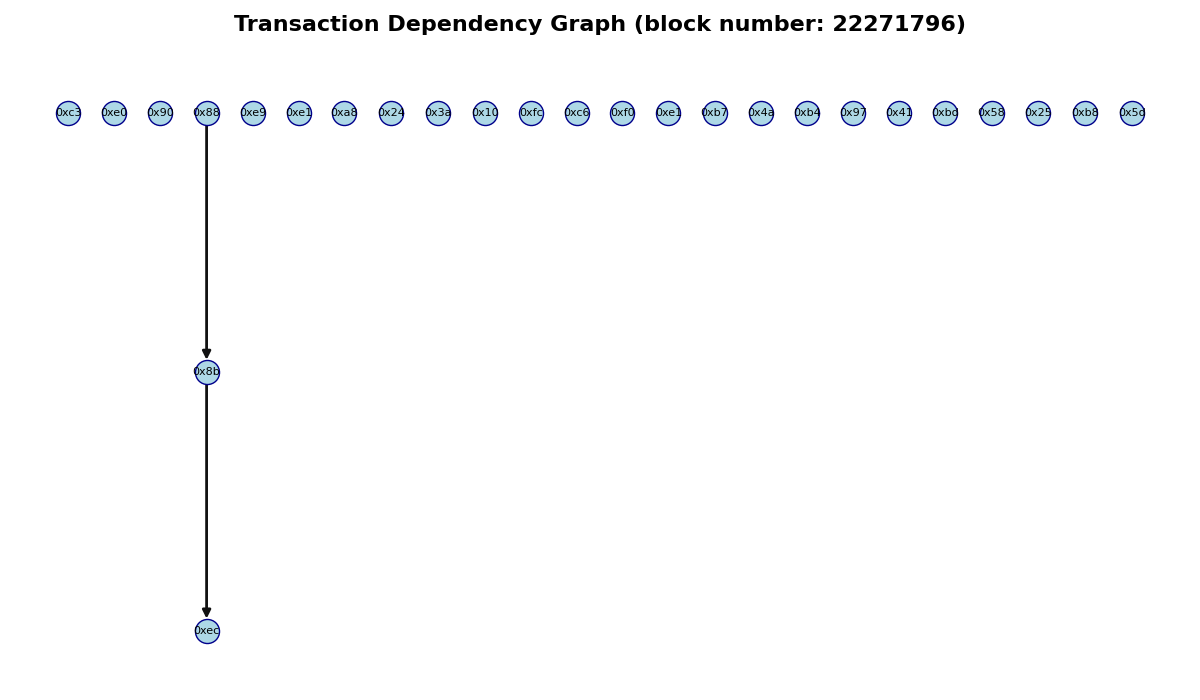 Transaction Dependency Graph (block number: 22271796)
0xc3 0xe0 0x90 0x88 0xe9 0xe1 0xa8 0x24 0x3a 0x10 0xfc 0xc6 0xf0 0xe1 0xb7 0x4a 0xb4 0x97 0x41 0xbd 0x58 0x25 0xb8 0x5d
0x8b
0xec